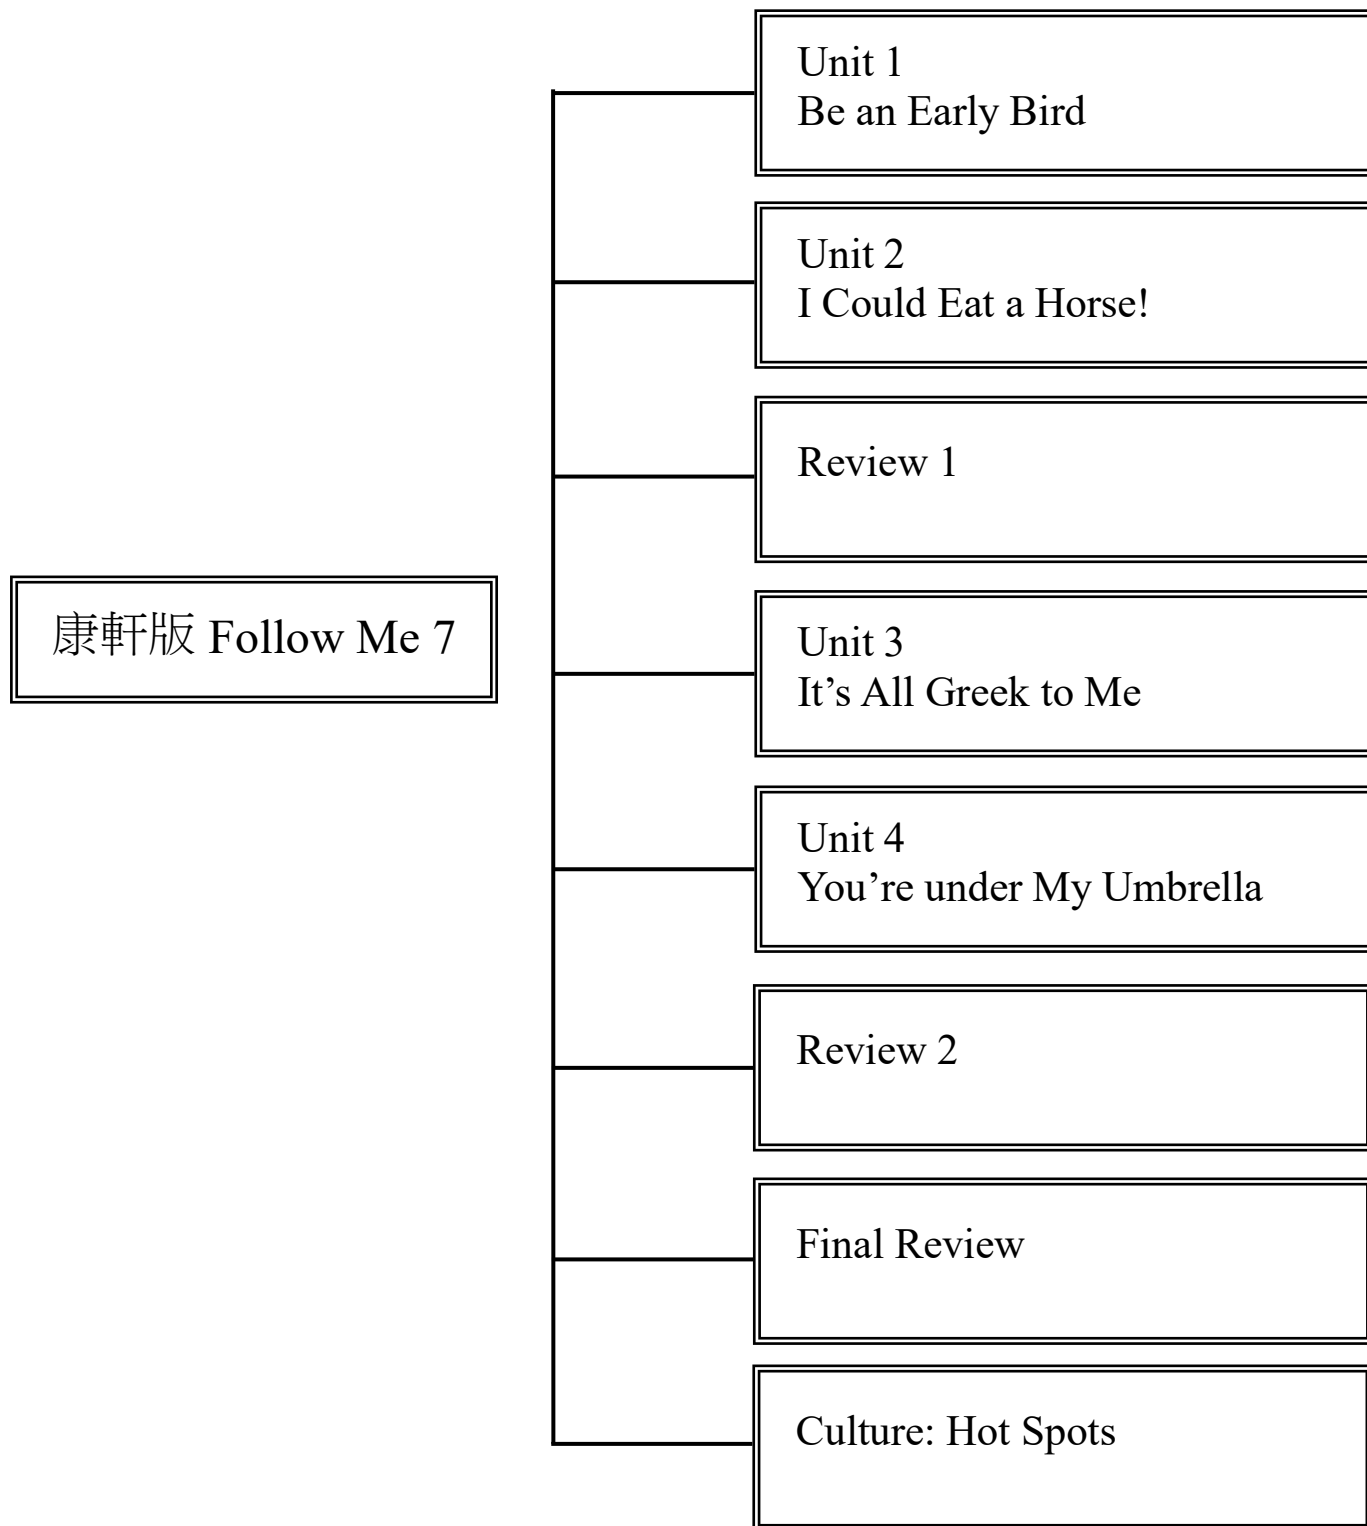 Unit 1
Be an Early Bird
Unit 2
I Could Eat a Horse!
Review 1
康軒版 Follow Me 7
Unit 3
It’s All Greek to Me
Unit 4
You’re under My Umbrella
Review 2
Final Review
Culture: Hot Spots